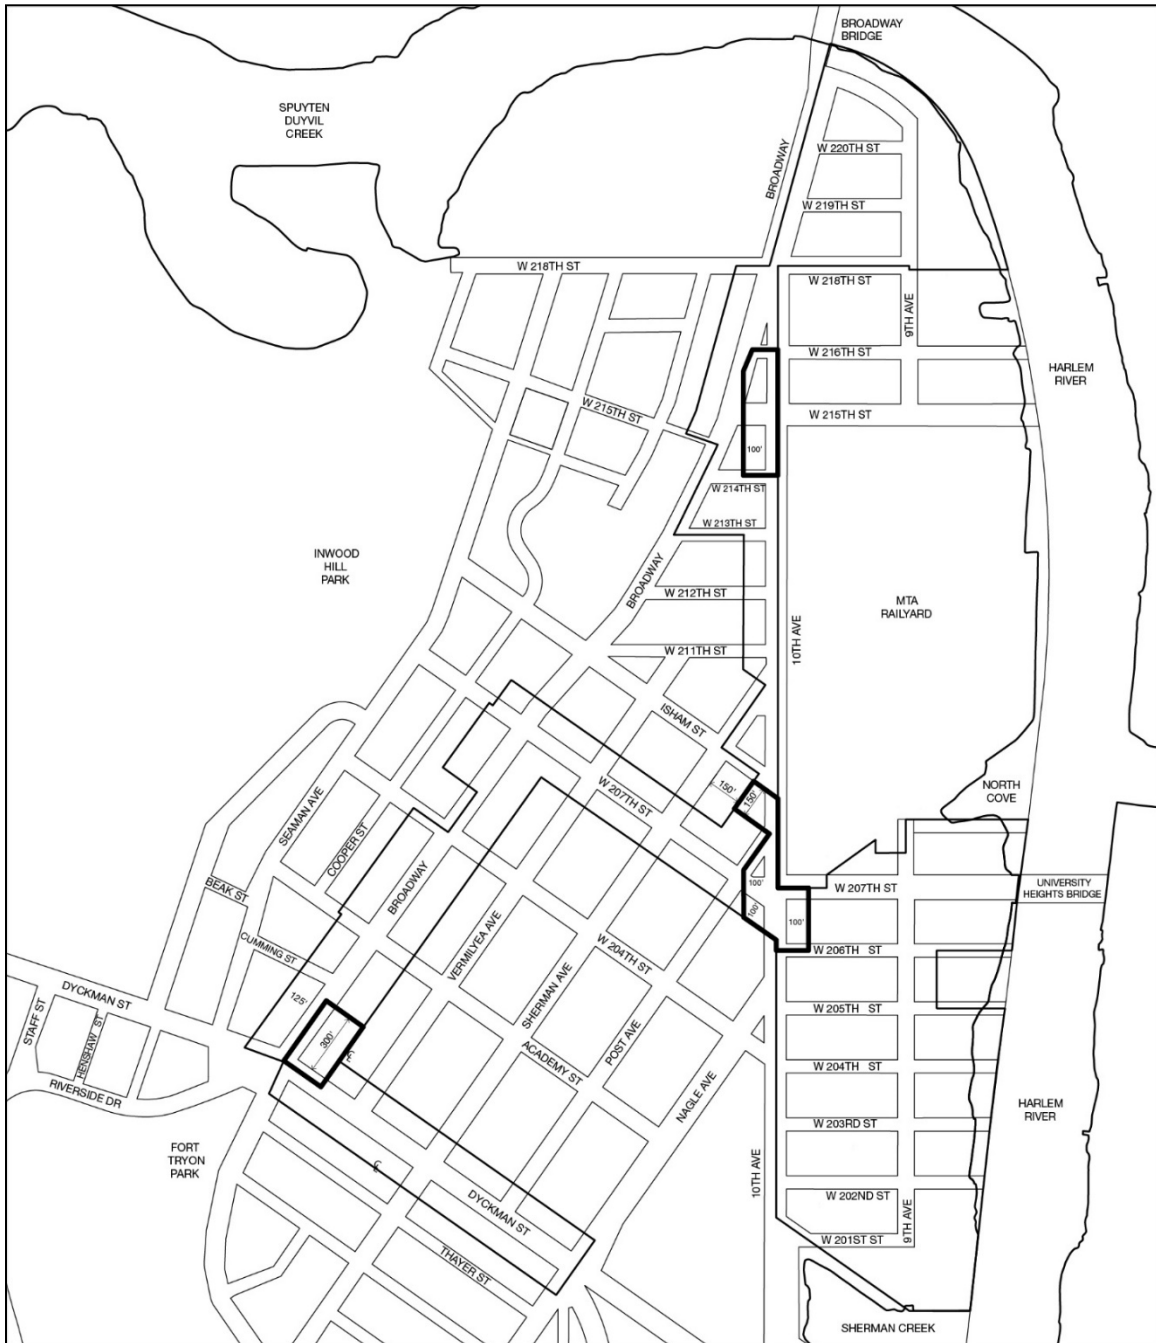 BROADWAY
BRIDGE
SPUYTEN
DUYVIL
CREEK
W 220TH ST
BROADWAY
W 219TH ST
W 218TH ST
W 218TH ST
9TH AVE
W 216TH ST
HARLEM
RIVER
W 215TH ST
W 215TH ST
100'
W 214TH ST
W 213TH ST
INWOOD
HILL
PARK
BROADWAY
W 212TH ST
MTA
RAILYARD
10TH AVE
W 211TH ST
ISHAM ST
150'
150'
NORTH
COVE
W 207TH ST
SEAMAN AVE
COOPER ST
BROADWAY
BEAK ST
100'
W 207TH ST
UNIVERSITY
HEIGHTS BRIDGE
100'
100'
VERMILYEA AVE
CUMMING ST
W 204TH ST
W 206TH ST
SHERMAN AVE
DYCKMAN ST
125'
STAFF ST
HENSHAW ST
300'
W 205TH ST
POST AVE
ACADEMY ST
W 204TH ST
RIVERSIDE DR
NAGLE AVE
HARLEM
RIVER
W 203RD ST
FORT
TRYON
PARK
10TH AVE
DYCKMAN ST
W 202ND ST
9TH AVE
W 201ST ST
THAYER ST
SHERMAN CREEK